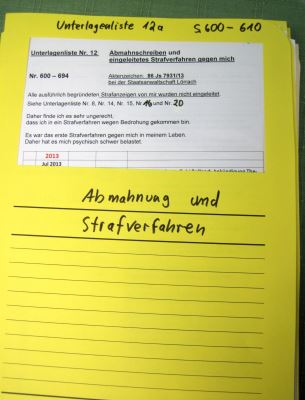 Unterlagenliste 12a S 600 - 610
Unterlagenliste Nr. 12 Abmahnschreiben und
eingeleitetes Strafverfahren gegen mich
Nr. 600 – 694 Aktenzeichen: 86 Js 7931/13
bei der Staatsanwaltschaft Lörrach
Alle ausführlich begründeten Strafanzeigen von mir wurden nicht eingeleitet.
Siehe Unterlagenliste Nr. 6, Nr. 14, Nr. 15, Nr. 16 und Nr. 20
Daher finde ich es sehr ungerecht,
dass ich in ein Strafverfahren wegen Bedrohung gekommen bin.
Es war das erste Strafverfahren gegen mich in meinem Leben.
Daher hat es mich psychisch schwer belastet.
2013
Jul 2013
Abmahnung und
Strafverfahren